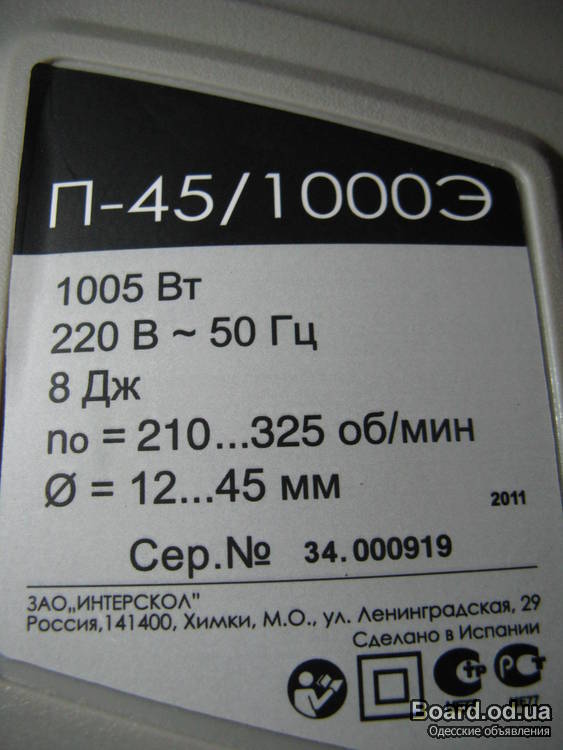 П-45/1000Э
1005 Вт
220 В ~ 50 Гц
8 Дж
no = 210...325 об/мин
Ø = 12...45 мм
2011
Сер.№ 34.000919
ЗАО„ИНТЕРСКОЛ"
Россия,141400, Химки, М.О., ул. Ленинградская, 29
Сделано в Испании
Board.od.ua
Одесские объявления